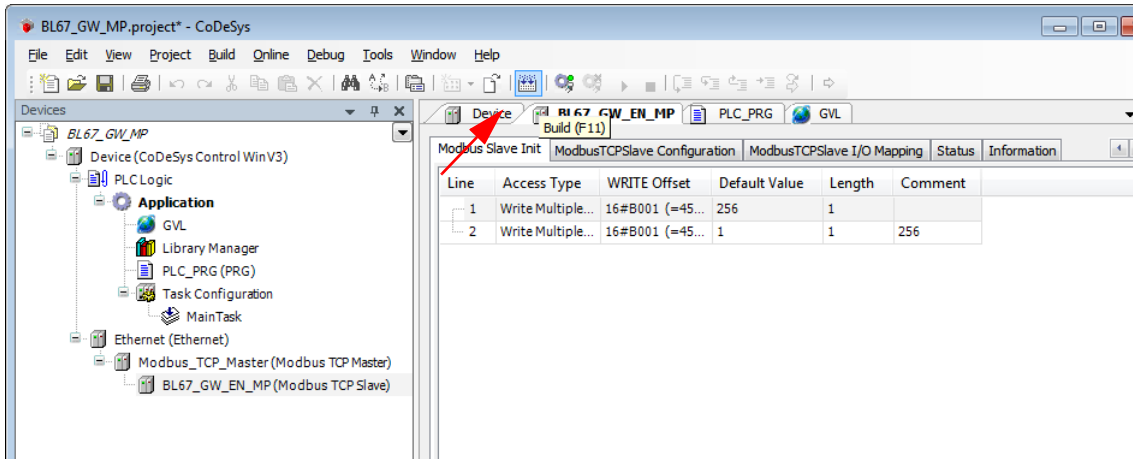 BL67_GW_MP.project* - CoDeSys
File Edit View Project Build Online Debug Tools Window Help
Devices
BL67_GW_MP
Device (CoDeSys Control Win V3)
PLC Logic
Application
GVL
Library Manager
PLC_PRG (PRG)
Task Configuration
MainTask
Ethernet (Ethernet)
Modbus_TCP_Master (Modbus TCP Master)
BL67_GW_EN_MP (Modbus TCP Slave)
Device BL67_GW_EN_MP PLC_PRG GVL
Build (F11)
Modbus Slave Init ModbusTCPSlave Configuration ModbusTCPSlave I/O Mapping Status Information
Line Access Type WRITE Offset Default Value Length Comment
1 Write Multiple... 16#B001 (=45... 256 1
2 Write Multiple... 16#B001 (=45... 1 1 256